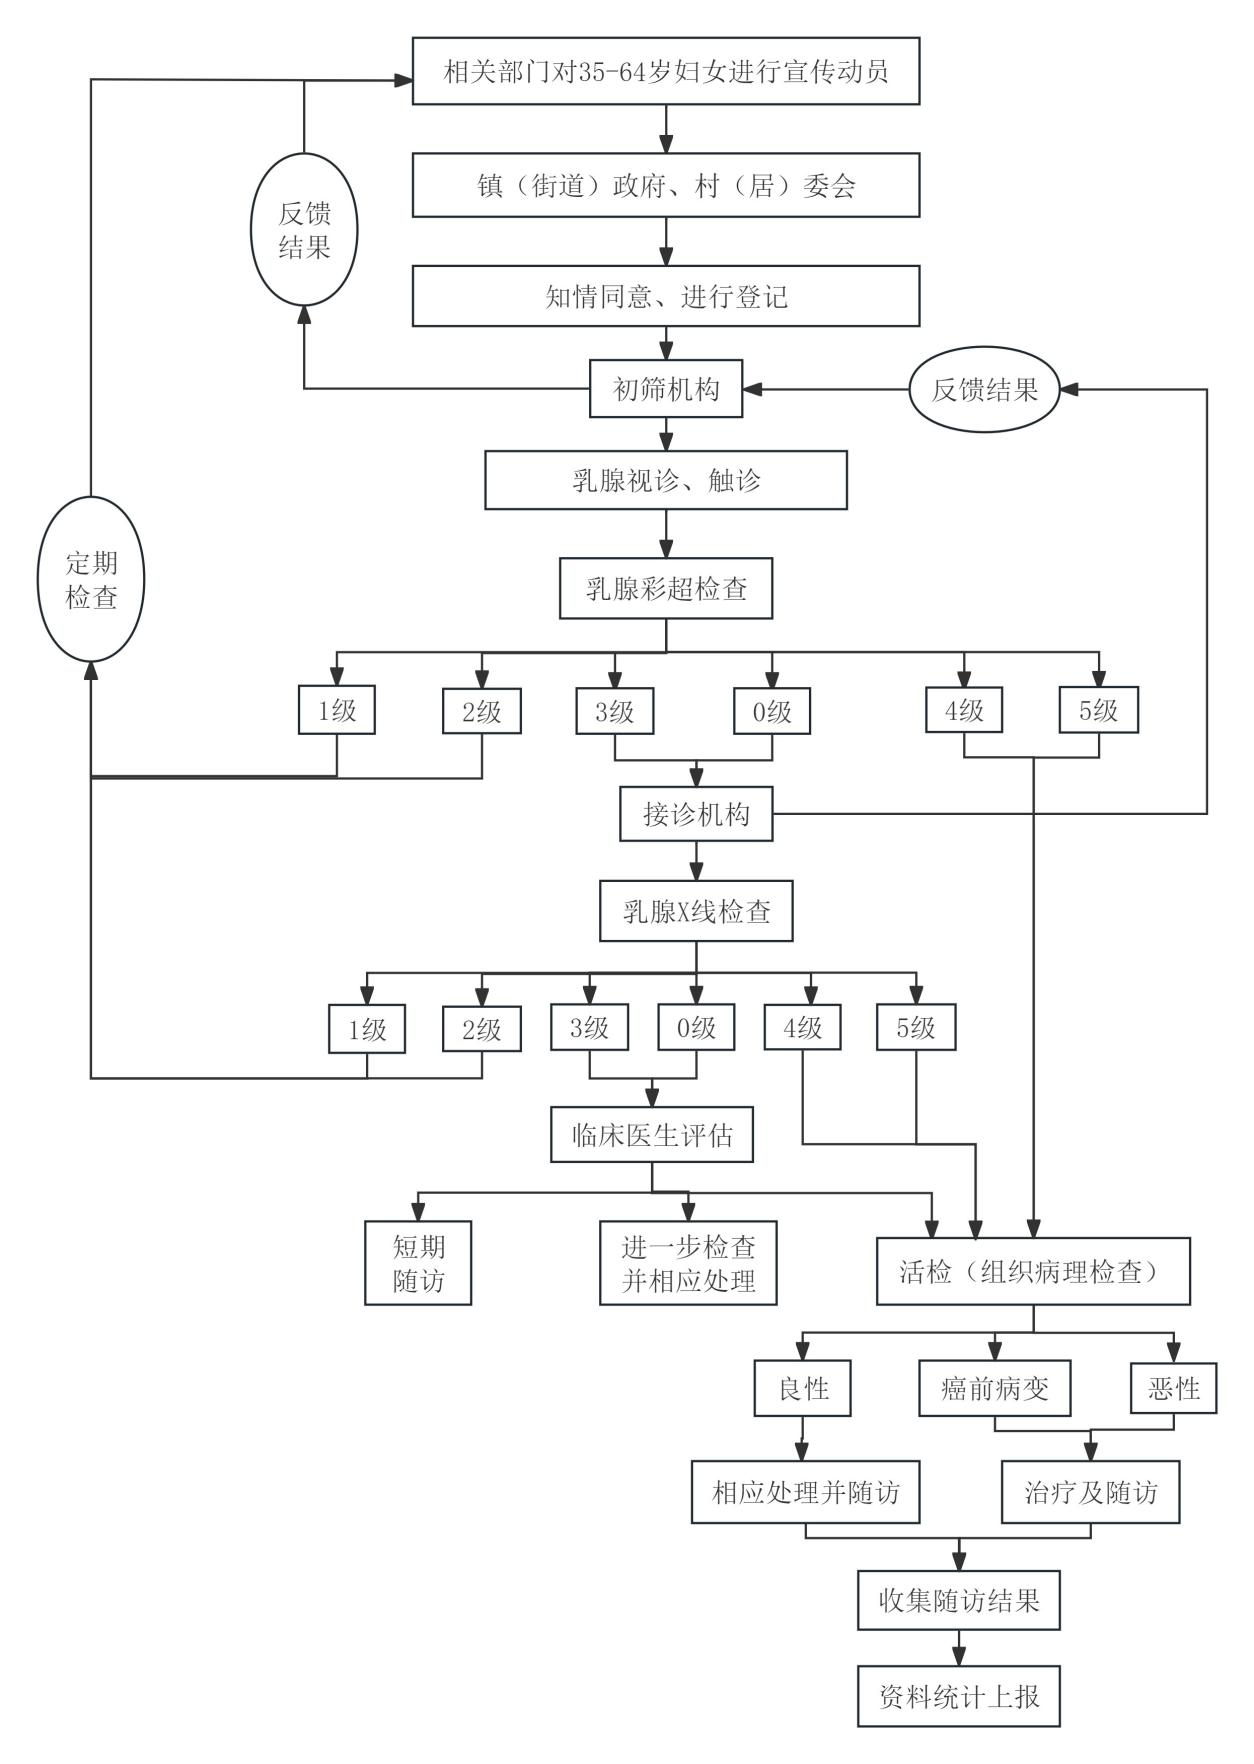 相关部门对35-64岁妇女进行宣传动员
镇（街道）政府、村（居）委会
反馈
结果
知情同意、进行登记
初筛机构
反馈结果
乳腺视诊、触诊
定期
检查
乳腺彩超检查
1级
2级
3级
0级
4级
5级
接诊机构
乳腺X线检查
1级
2级
3级
0级
4级
5级
临床医生评估
短期
随访
进一步检查
并相应处理
活检（组织病理检查）
良性
癌前病变
恶性
相应处理并随访
治疗及随访
收集随访结果
资料统计上报